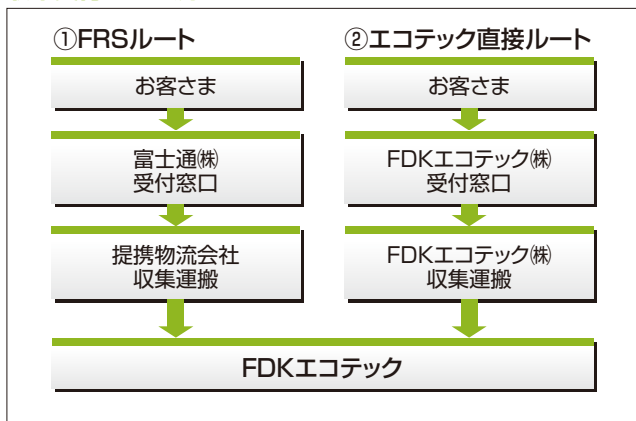 ①FRSルート
お客さま
富士通㈱
受付窓口
提携物流会社
収集運搬
②エコテック直接ルート
お客さま
FDKエコテック㈱
受付窓口
FDKエコテック㈱
収集運搬
FDKエコテック